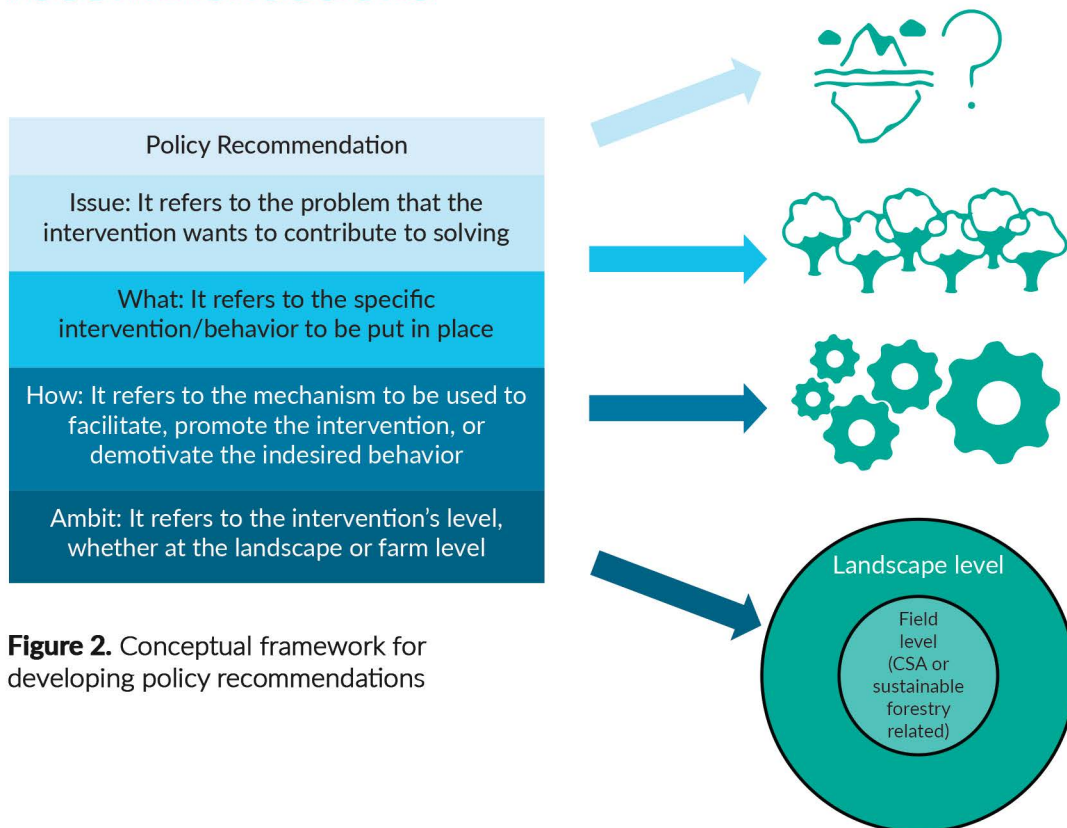 Policy Recommendation
Issue: It refers to the problem that the
intervention wants to contribute to solving
What: It refers to the specific
intervention/behavior to be put in place
How: It refers to the mechanism to be used to
facilitate, promote the intervention, or
demotivate the indesired behavior
Ambit: It refers to the intervention's level,
whether at the landscape or farm level
Figure 2. Conceptual framework for
developing policy recommendations
?
Landscape level
Field
level
(CSA or
sustainable
forestry
related)